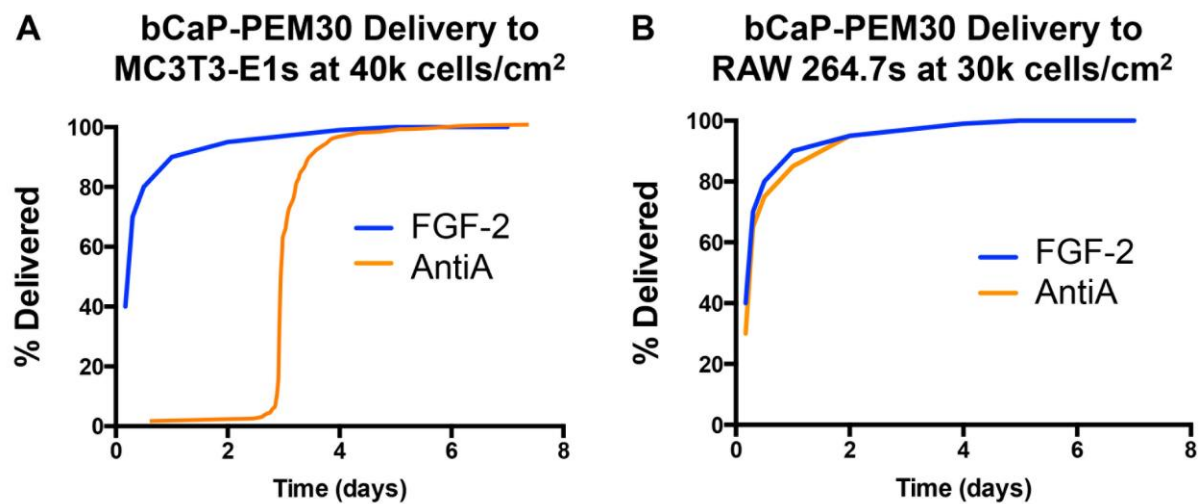 A
bCaP-PEM30 Delivery to
MC3T3-E1s at 40k cells/cm²
% Delivered
100
80
60
40
20
0
FGF-2
AntiA
0 2 4 6 8
Time (days)
B
bCaP-PEM30 Delivery to
RAW 264.7s at 30k cells/cm²
% Delivered
100
80
60
40
20
0
FGF-2
AntiA
0 2 4 6 8
Time (days)